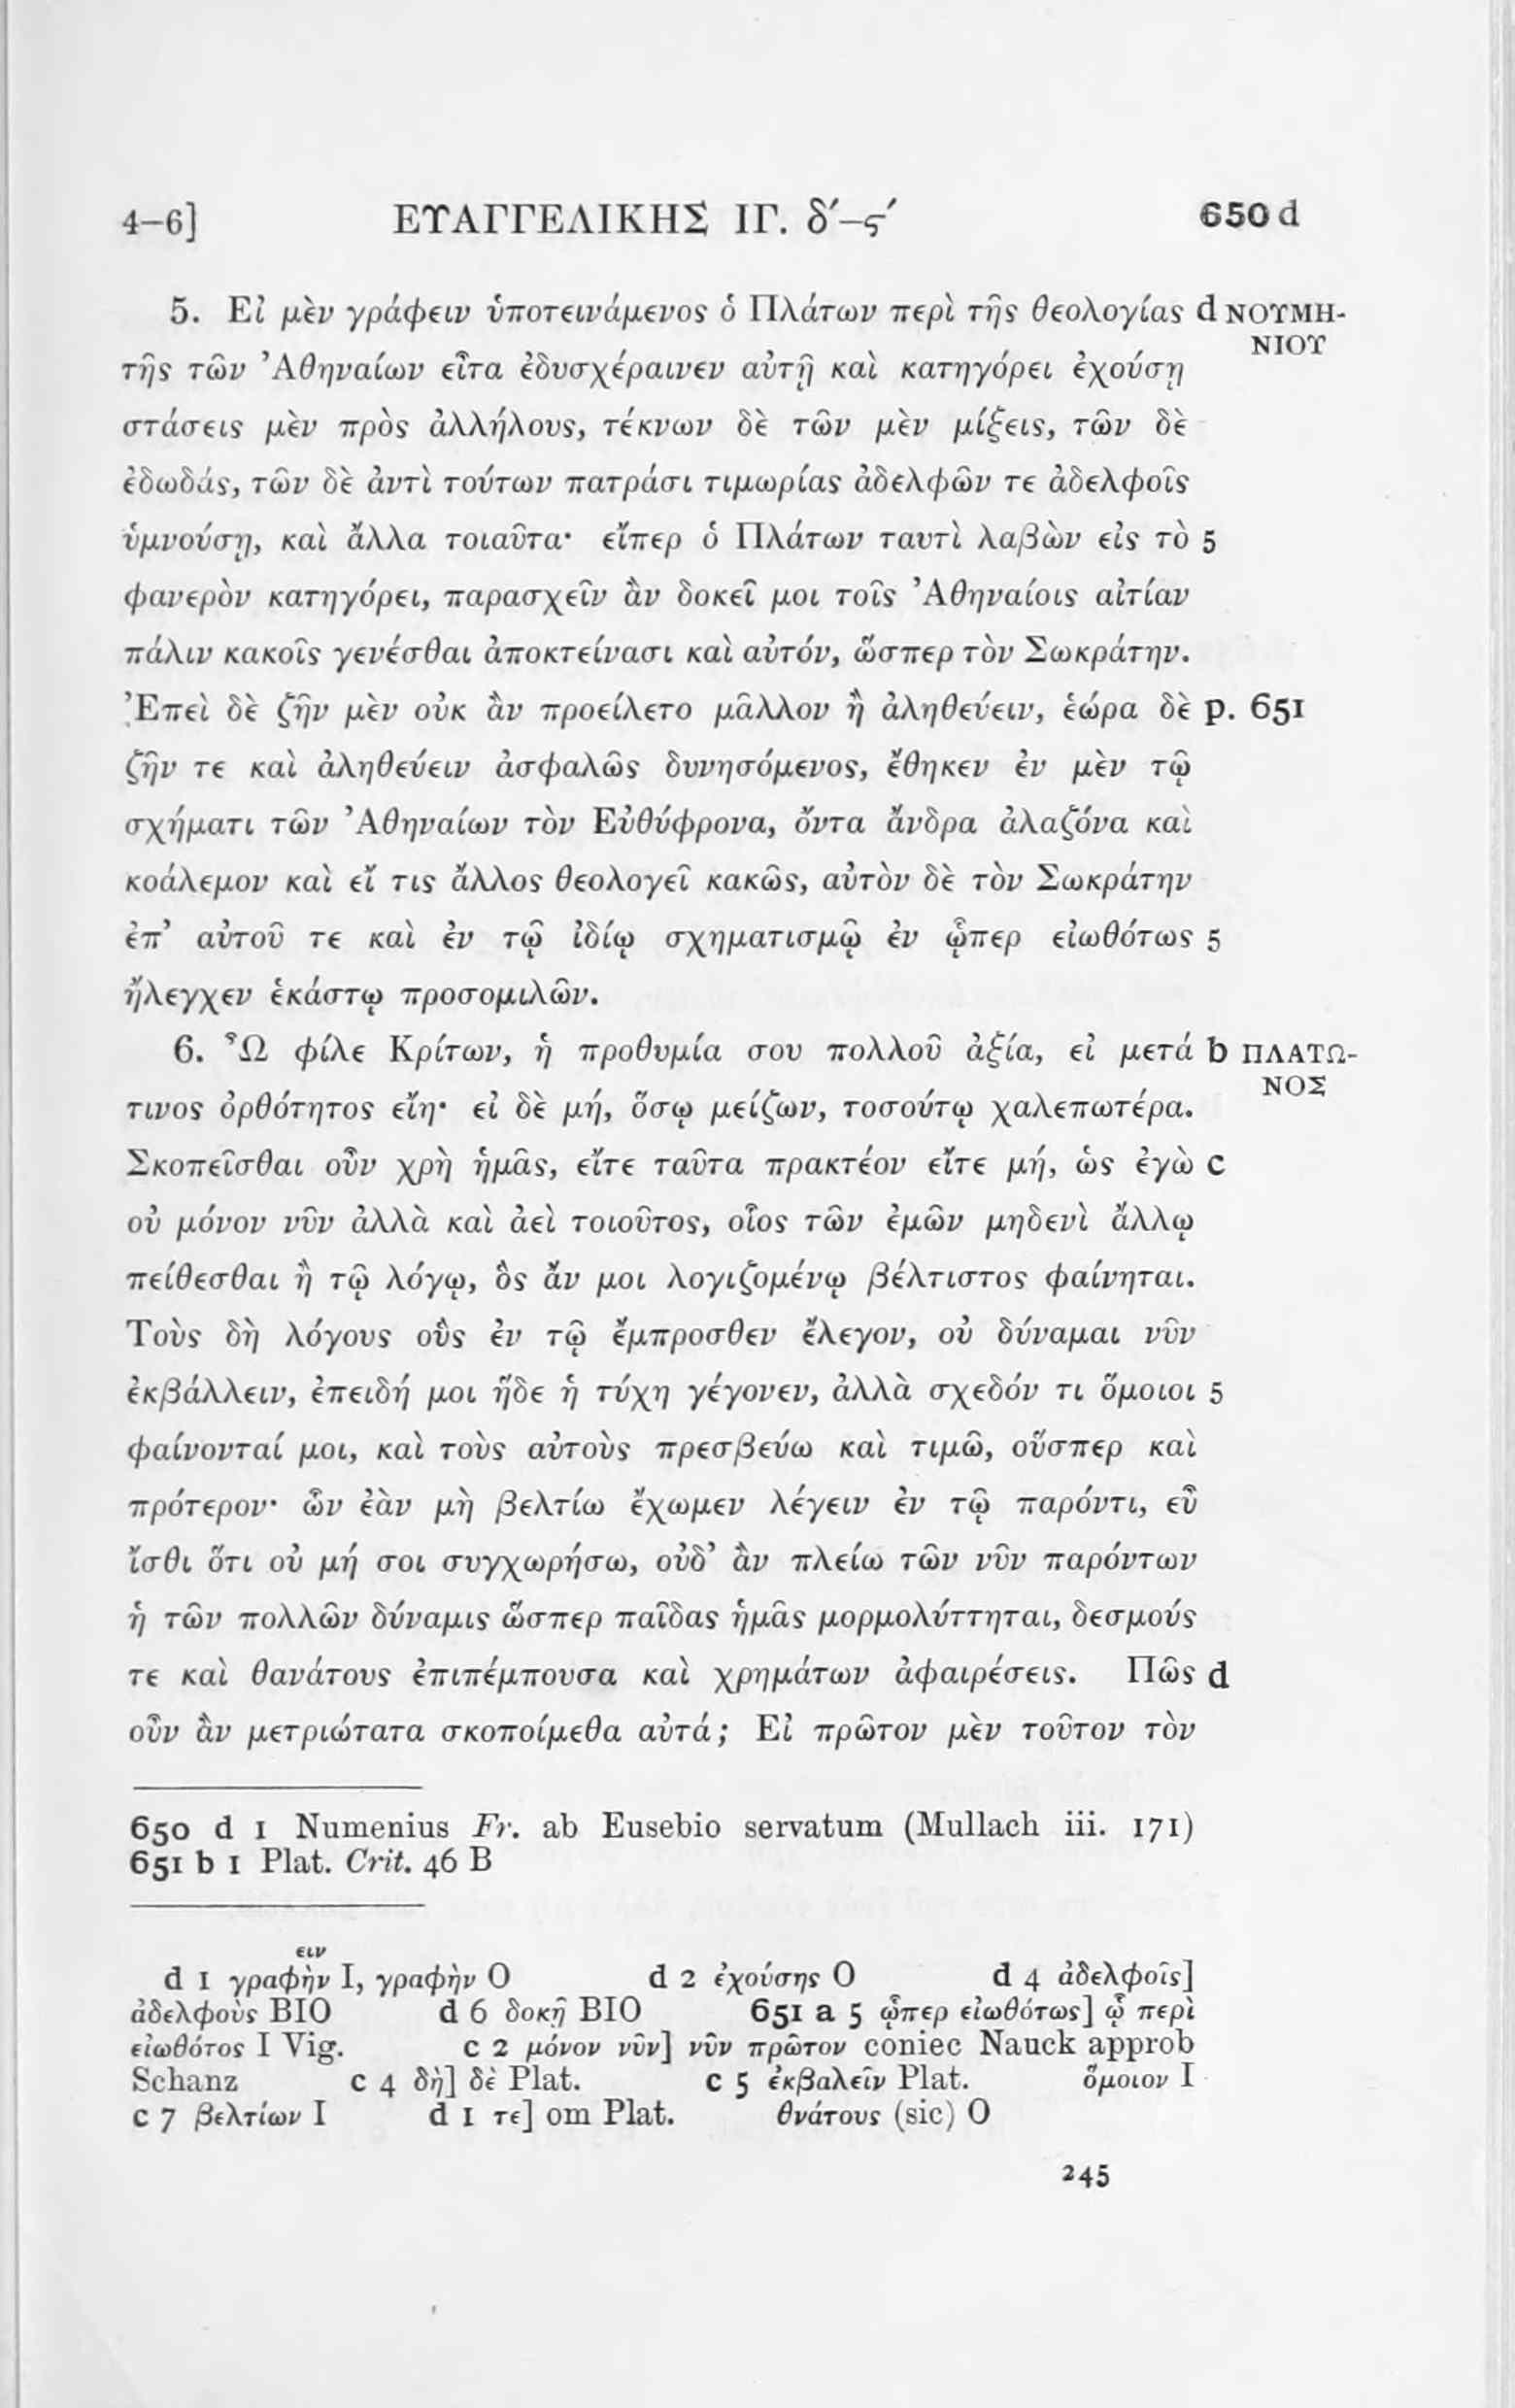 4–6] ΕΥΑΓΓΕΛΙΚΗΣ ΙΓ. δ′–ϛ′ 650 d
5. Εἰ μὲν γράφειν ὑποτεινάμενος ὁ Πλάτων περὶ τῆς θεολογίας d ΝΟΥΜΗ-
ΝΙΟΥ
τῆς τῶν Ἀθηναίων εἶτα ἐδυσχέραινεν αὐτῇ καὶ κατηγόρει ἐχούσῃ
στάσεις μὲν πρὸς ἀλλήλους, τέκνων δὲ τῶν μὲν μίξεις, τῶν δὲ
ἐδωδάς, τῶν δὲ ἀντὶ τούτων πατράσι τιμωρίας ἀδελφῶν τε ἀδελφοῖς
ὑμνούσῃ, καὶ ἄλλα τοιαῦτα· εἴπερ ὁ Πλάτων ταυτὶ λαβὼν εἰς τὸ 5
φανερὸν κατηγόρει, παρασχεῖν ἂν δοκεῖ μοι τοῖς Ἀθηναίοις αἰτίαν
πάλιν κακοῖς γενέσθαι ἀποκτείνασι καὶ αὐτόν, ὥσπερ τὸν Σωκράτην.
Ἐπεὶ δὲ ζῆν μὲν οὐκ ἂν προείλετο μᾶλλον ἢ ἀληθεύειν, ἑώρα δὲ p. 651
ζῆν τε καὶ ἀληθεύειν ἀσφαλῶς δυνησόμενος, ἔθηκεν ἐν μὲν τῷ
σχήματι τῶν Ἀθηναίων τὸν Εὐθύφρονα, ὄντα ἄνδρα ἀλαζόνα καὶ
κοάλεμον καὶ εἴ τις ἄλλος θεολογεῖ κακῶς, αὐτὸν δὲ τὸν Σωκράτην
ἐπ’ αὐτοῦ τε καὶ ἐν τῷ ἰδίῳ σχηματισμῷ ἐν ᾧπερ εἰωθότως 5
ἤλεγχεν ἑκάστῳ προσομιλῶν.
6. Ὦ φίλε Κρίτων, ἡ προθυμία σου πολλοῦ ἀξία, εἰ μετά b ΠΛΑΤΩ-
ΝΟΣ
τινος ὀρθότητος εἴη· εἰ δὲ μή, ὅσῳ μείζων, τοσούτῳ χαλεπωτέρα.
Σκοπεῖσθαι οὖν χρὴ ἡμᾶς, εἴτε ταῦτα πρακτέον εἴτε μή, ὡς ἐγὼ c
οὐ μόνον νῦν ἀλλὰ καὶ ἀεὶ τοιοῦτος, οἷος τῶν ἐμῶν μηδενὶ ἄλλῳ
πείθεσθαι ἢ τῷ λόγῳ, ὃς ἄν μοι λογιζομένῳ βέλτιστος φαίνηται.
Τοὺς δὴ λόγους οὓς ἐν τῷ ἔμπροσθεν ἔλεγον, οὐ δύναμαι νῦν
ἐκβάλλειν, ἐπειδή μοι ἥδε ἡ τύχη γέγονεν, ἀλλὰ σχεδόν τι ὅμοιοι 5
φαίνονταί μοι, καὶ τοὺς αὐτοὺς πρεσβεύω καὶ τιμῶ, οὕσπερ καὶ
πρότερον· ὧν ἐὰν μὴ βελτίω ἔχωμεν λέγειν ἐν τῷ παρόντι, εὖ
ἴσθι ὅτι οὐ μή σοι συγχωρήσω, οὐδ’ ἂν πλείω τῶν νῦν παρόντων
ἡ τῶν πολλῶν δύναμις ὥσπερ παῖδας ἡμᾶς μορμολύττηται, δεσμούς
τε καὶ θανάτους ἐπιπέμπουσα καὶ χρημάτων ἀφαιρέσεις. Πῶς d
οὖν ἂν μετριώτατα σκοποίμεθα αὐτά; Εἰ πρῶτον μὲν τοῦτον τὸν
650 d 1 Numenius Fr. ab Eusebio servatum (Mullach iii. 171)
651 b 1 Plat. Crit. 46 B
ειν
d 1 γραφὴν I, γραφὴν O d 2 ἐχούσης O d 4 ἀδελφοῖς]
ἀδελφοὺς BIO d 6 δοκῇ BIO 651 a 5 ᾧπερ εἰωθότως] ᾧ περὶ
εἰωθότος I Vig. c 2 μόνον νῦν] νῦν πρῶτον coniec Nauck approb
Schanz c 4 δὴ] δὲ Plat. c 5 ἐκβαλεῖν Plat. ὅμοιον I
c 7 βελτίων I d 1 τε] om Plat. θνάτους (sic) O
245